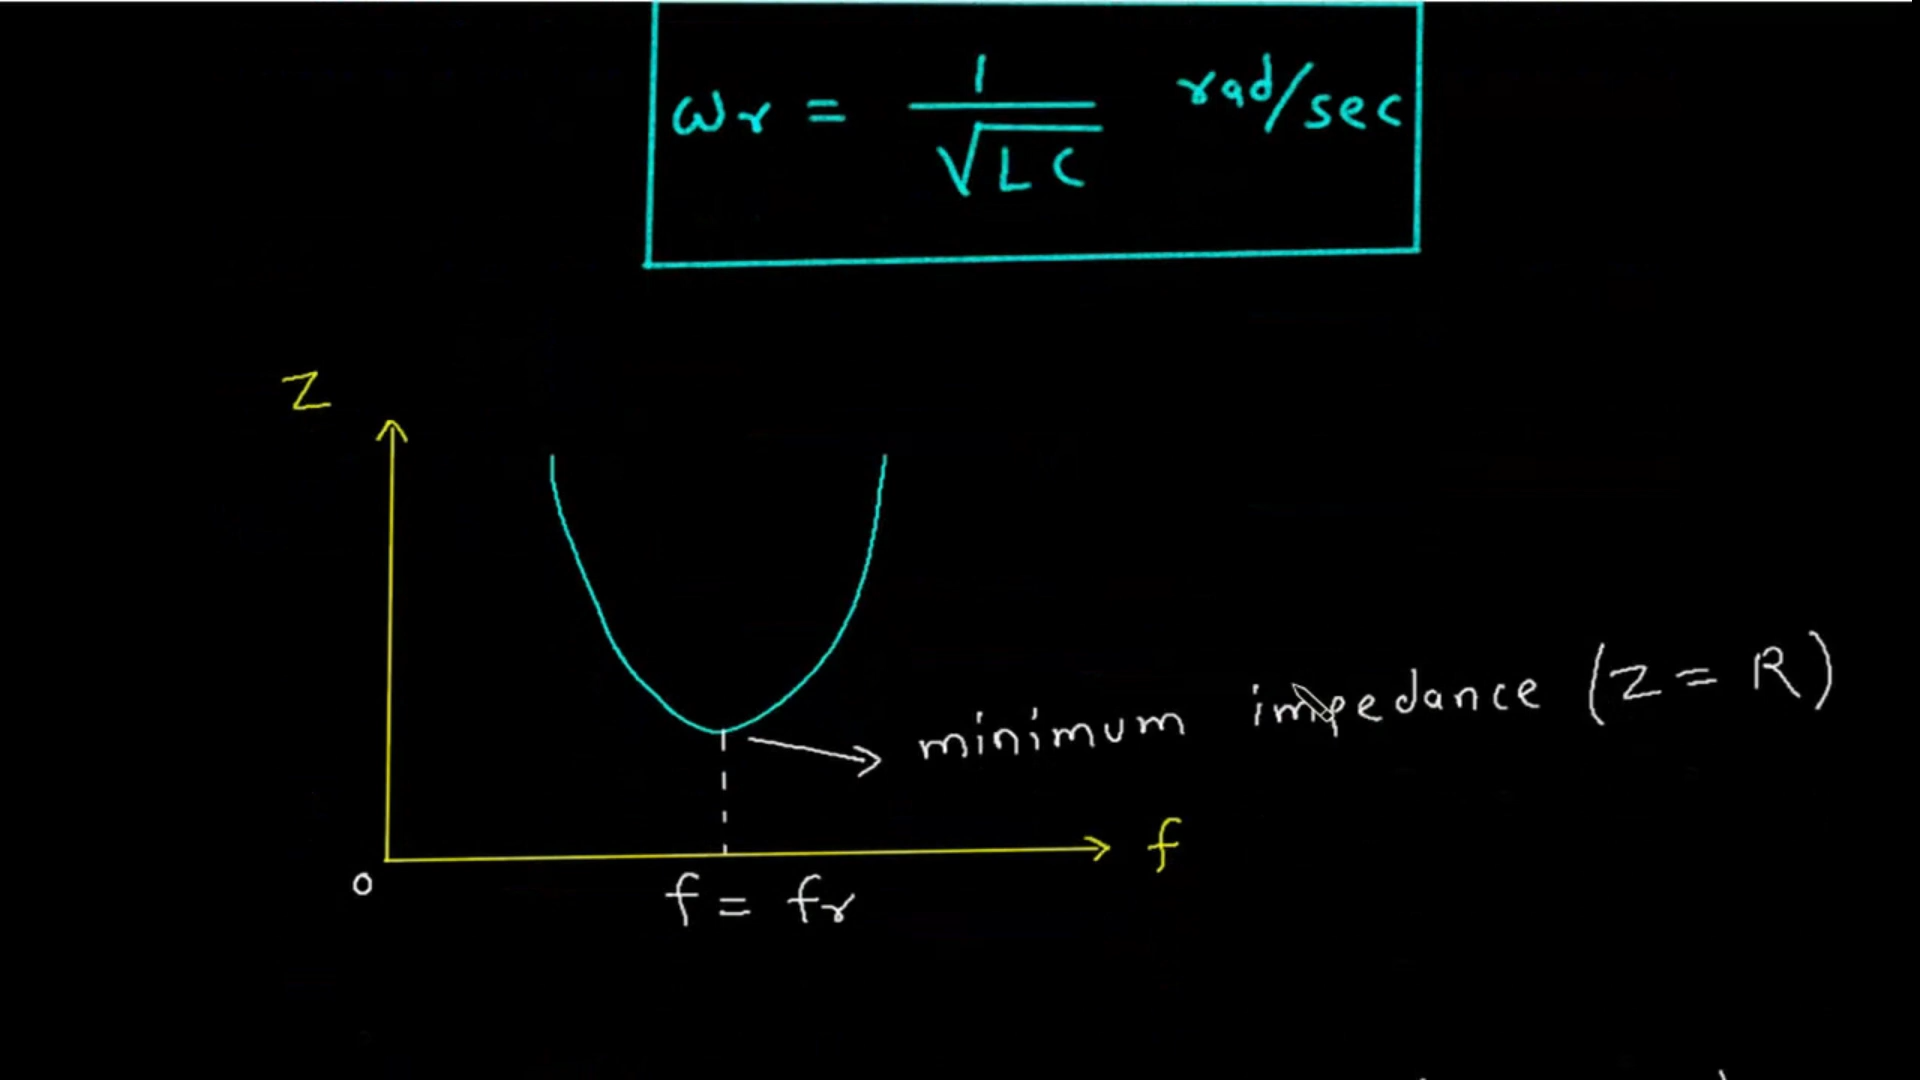 ωr = 1/√LC rad/sec
Z
minimum impedance (Z = R)
f
0
f = fr